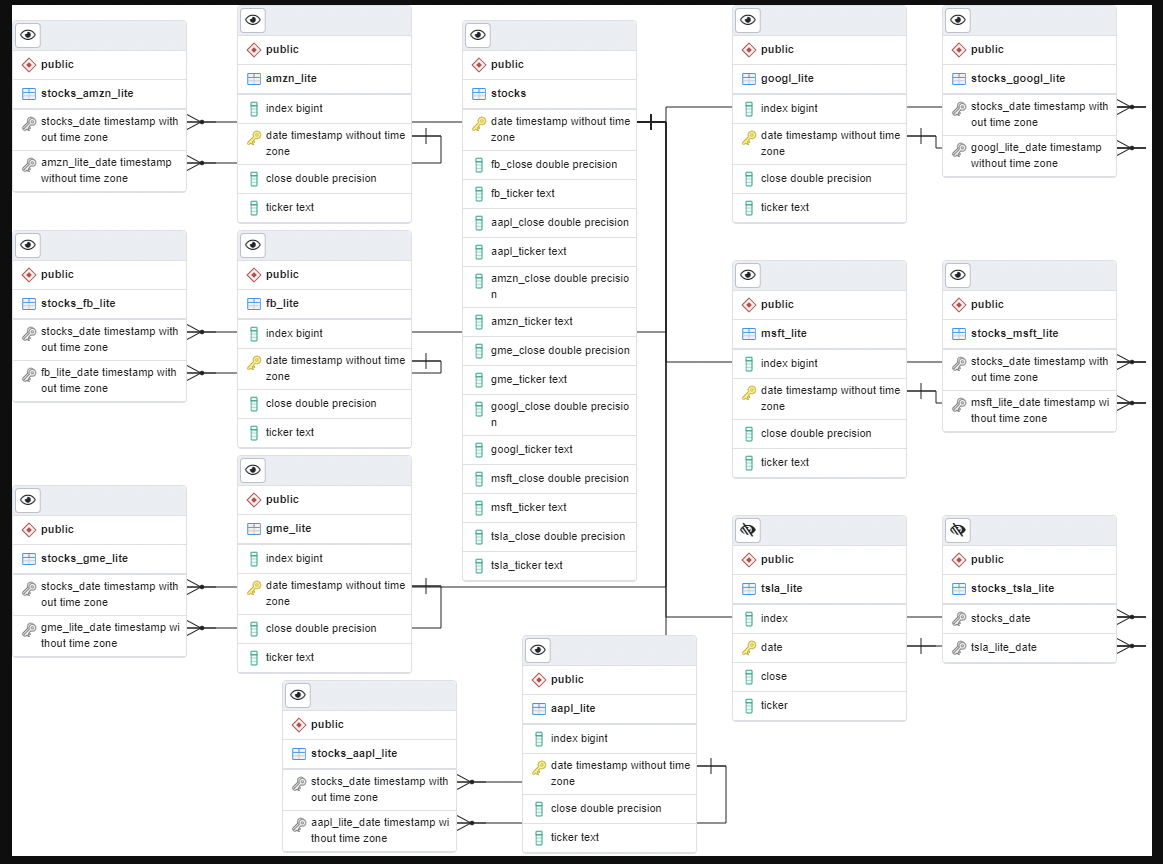 public
stocks_amzn_lite
stocks_date timestamp with
out time zone
amzn_lite_date timestamp
without time zone
public
amzn_lite
index bigint
date timestamp without time
zone
close double precision
ticker text
public
stocks
date timestamp without time
zone
fb_close double precision
fb_ticker text
aapl_close double precision
aapl_ticker text
amzn_close double precisio
n
amzn_ticker text
gme_close double precision
gme_ticker text
googl_close double precisio
n
googl_ticker text
msft_close double precision
msft_ticker text
tsla_close double precision
tsla_ticker text
public
googl_lite
index bigint
date timestamp without time
zone
close double precision
ticker text
public
stocks_googl_lite
stocks_date timestamp with
out time zone
googl_lite_date timestamp
without time zone
public
stocks_fb_lite
stocks_date timestamp with
out time zone
fb_lite_date timestamp with
out time zone
public
fb_lite
index bigint
date timestamp without time
zone
close double precision
ticker text
public
msft_lite
index bigint
date timestamp without time
zone
close double precision
ticker text
public
stocks_msft_lite
stocks_date timestamp with
out time zone
msft_lite_date timestamp wi
thout time zone
public
stocks_gme_lite
stocks_date timestamp with
out time zone
gme_lite_date timestamp wi
thout time zone
public
gme_lite
index bigint
date timestamp without time
zone
close double precision
ticker text
public
tsla_lite
index
date
close
ticker
public
stocks_tsla_lite
stocks_date
tsla_lite_date
public
stocks_aapl_lite
stocks_date timestamp with
out time zone
aapl_lite_date timestamp wi
thout time zone
public
aapl_lite
index bigint
date timestamp without time
zone
close double precision
ticker text